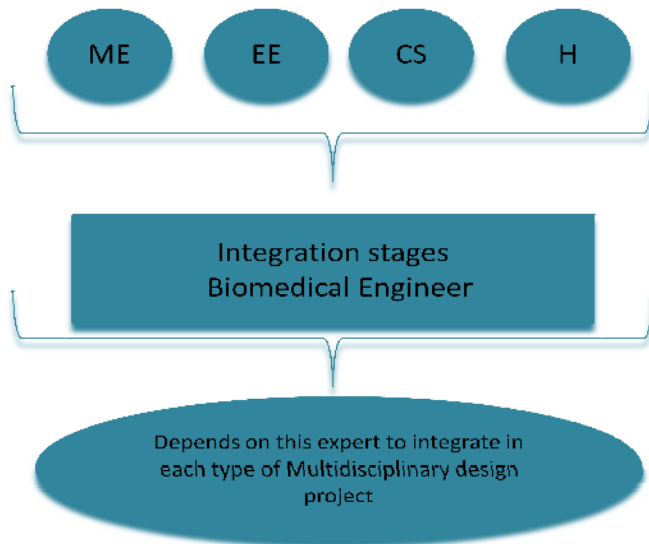 ME EE CS H
Integration stages
Biomedical Engineer
Depends on this expert to integrate in
each type of Multidisciplinary design
project